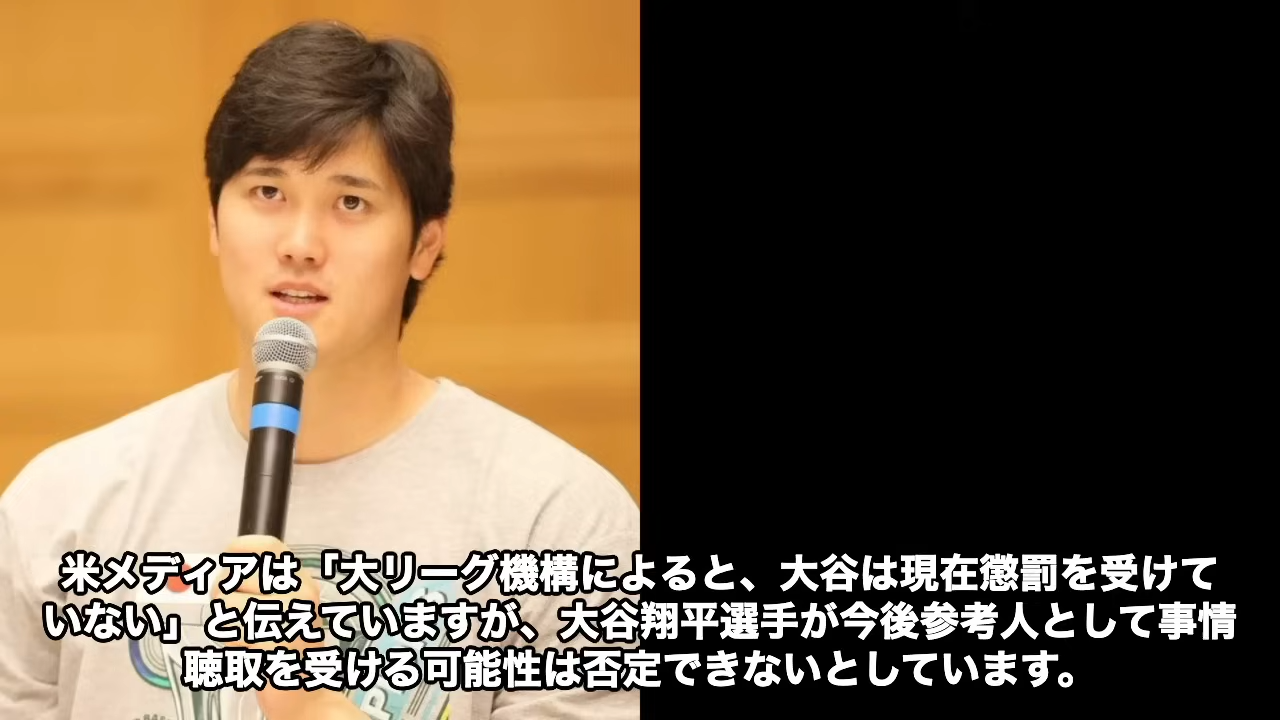 米メディアは「大リーグ機構によると、大谷は現在懲罰を受けて
いない」と伝えていますが、大谷翔平選手が今後参考人として事情
聴取を受ける可能性は否定できないとしています。